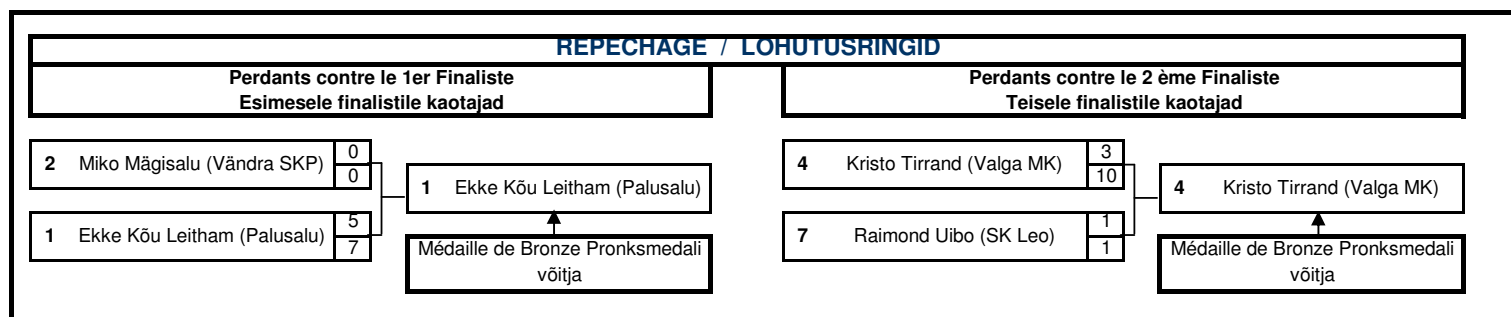 REPECHAGE / LOHUTUSRINGID
Perdants contre le 1er Finaliste
Esimesele finalistile kaotajad
2 Miko Mägisalu (Vändra SKP) 0
0
1 Ekke Kõu Leitham (Palusalu)
1 Ekke Kõu Leitham (Palusalu) 5
7
Médaille de Bronze Pronksmedali
võitja
Perdants contre le 2 ème Finaliste
Teisele finalistile kaotajad
4 Kristo Tirrand (Valga MK) 3
10
4 Kristo Tirrand (Valga MK)
7 Raimond Uibo (SK Leo) 1
1
Médaille de Bronze Pronksmedali
võitja